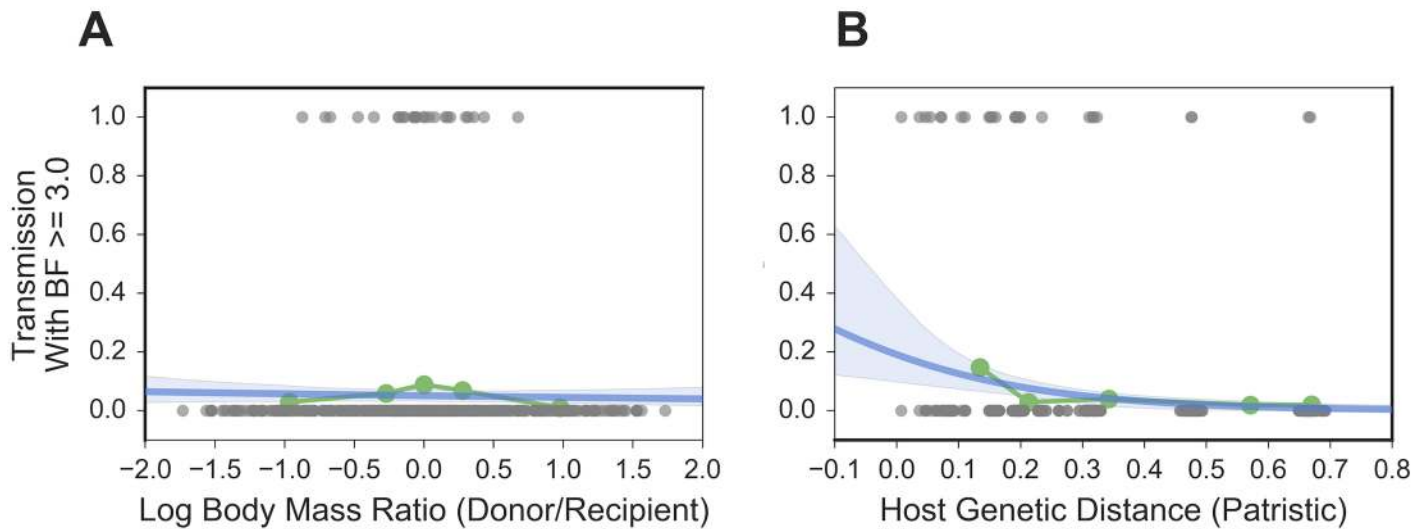 A
B
Transmission
With BF >= 3.0
1.0
0.8
0.6
0.4
0.2
0.0
−2.0 −1.5 −1.0 −0.5 0.0 0.5 1.0 1.5 2.0
Log Body Mass Ratio (Donor/Recipient)
1.0
0.8
0.6
0.4
0.2
0.0
−0.1 0.0 0.1 0.2 0.3 0.4 0.5 0.6 0.7 0.8
Host Genetic Distance (Patristic)